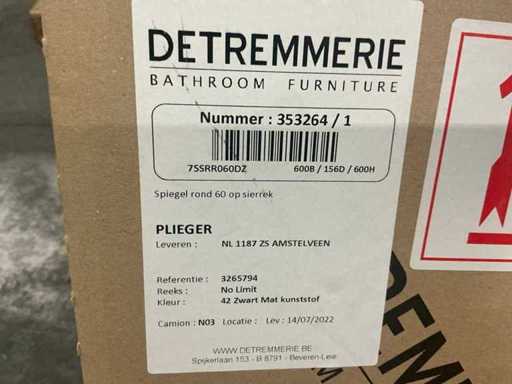 DETREMMERIE
BATHROOM FURNITURE
Nummer : 353264 / 1
7SSRR060DZ 600B / 156D / 600H
Spiegel rond 60 op sierrek
PLIEGER
Leveren : NL 1187 ZS AMSTELVEEN
Referentie : 3265794
Reeks : No Limit
Kleur : 42 Zwart Mat kunststof
Camion : N03 Locatie : Lev : 14/07/2022
WWW.DETREMMERIE.BE
Spijkerlaan 153 - B 8791 - Beveren-Leie